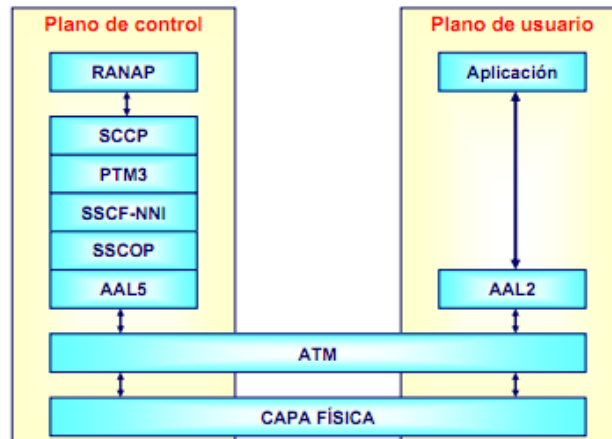 Plano de control
Plano de usuario
RANAP
Aplicación
SCCP
PTM3
SSCF-NNI
SSCOP
AAL5
AAL2
ATM
CAPA FÍSICA